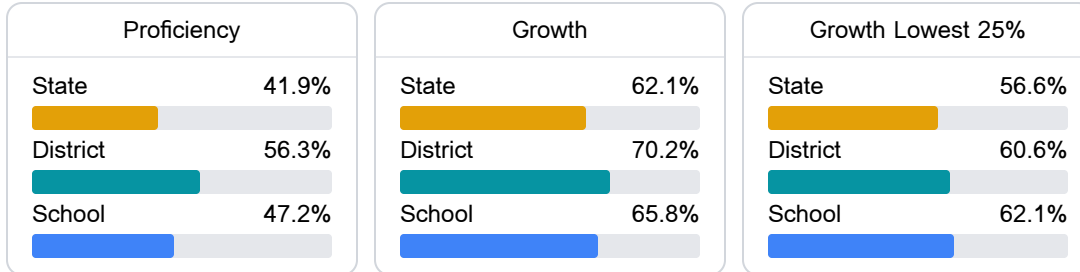 Proficiency
State 41.9%
District 56.3%
School 47.2%
Growth
State 62.1%
District 70.2%
School 65.8%
Growth Lowest 25%
State 56.6%
District 60.6%
School 62.1%